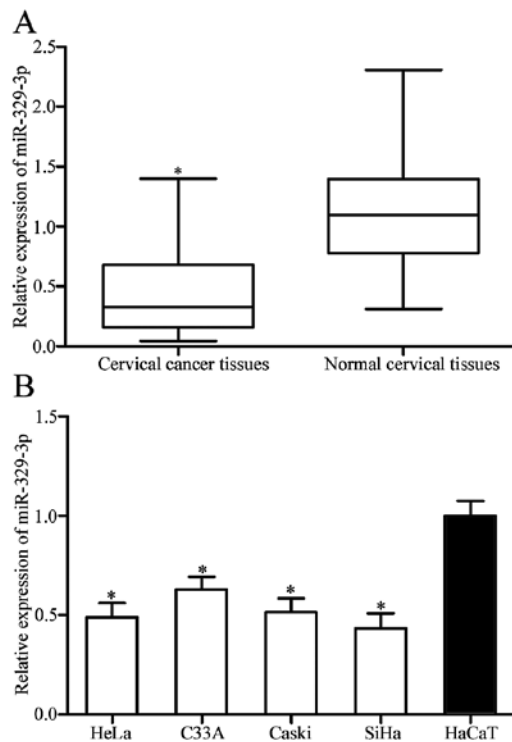 A
Relative expression of miR-329-3p
2.5
2.0
1.5
1.0
0.5
0.0
*
Cervical cancer tissues
Normal cervical tissues
B
Relative expression of miR-329-3p
1.5
1.0
0.5
0.0
* * * *
HeLa C33A Caski SiHa HaCaT